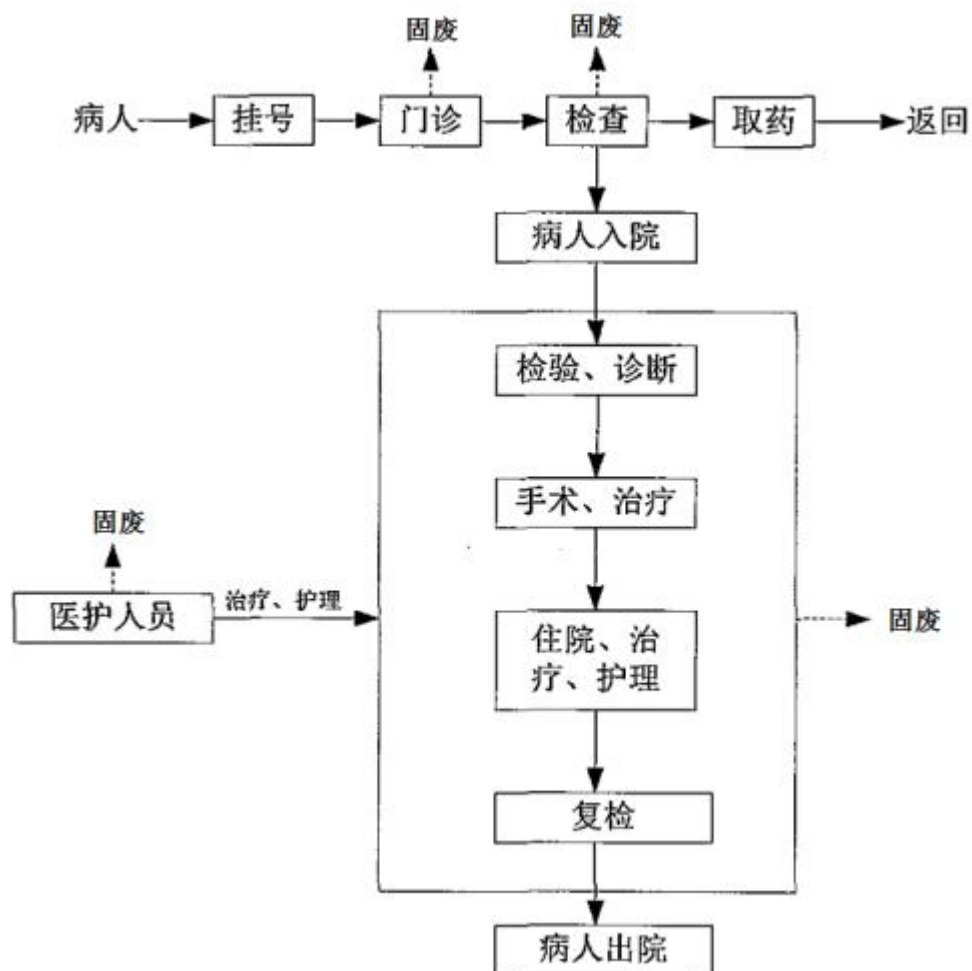 固废
固废
病人
挂号
门诊
检查
取药
返回
病人入院
检验、诊断
手术、治疗
固废
医护人员
治疗、护理
住院、治
疗、护理
固废
复检
病人出院